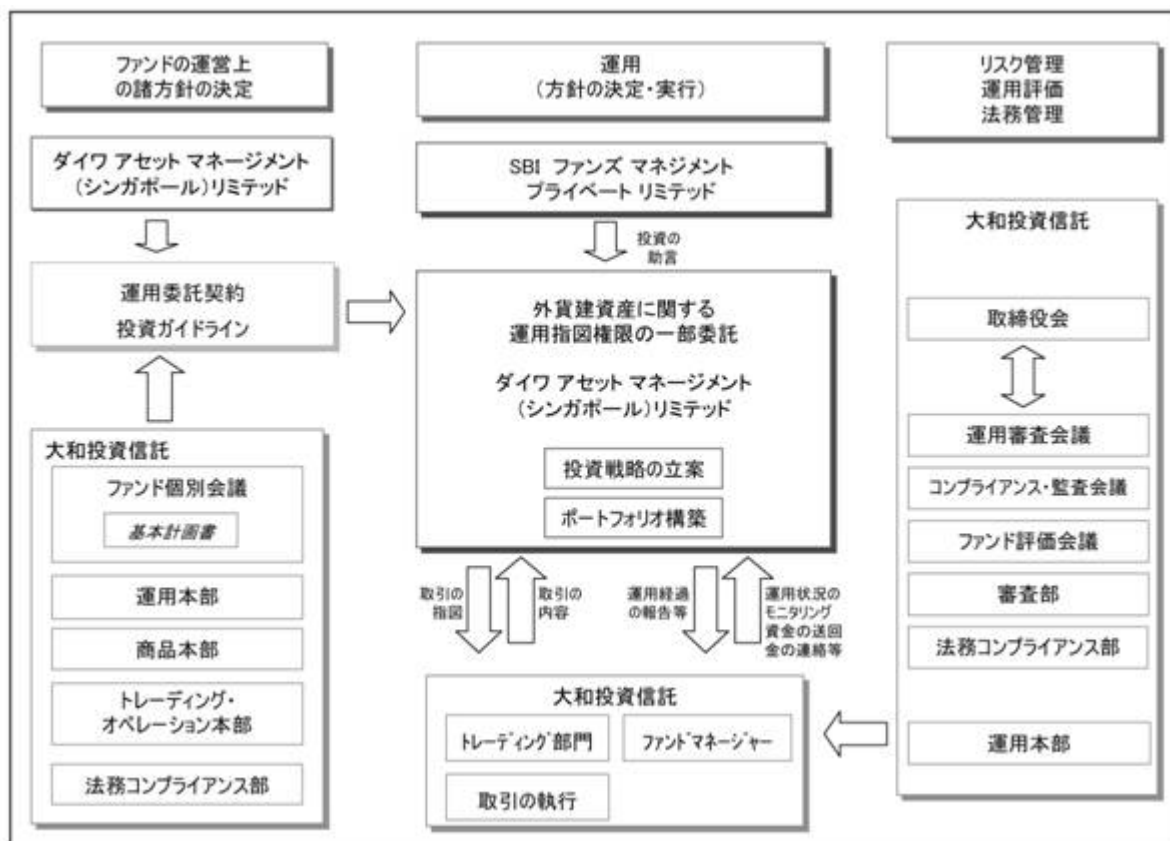 ファンドの運営上
の諸方針の決定
運用
(方針の決定・実行)
リスク管理
運用評価
法務管理
ダイワ アセット マネージメント
(シンガポール)リミテッド
SBI ファンズ マネジメント
プライベート リミテッド
投資の
助言
運用委託契約
投資ガイドライン
外貨建資産に関する
運用指図権限の一部委託
ダイワ アセット マネージメント
(シンガポール)リミテッド
投資戦略の立案
ポートフォリオ構築
大和投資信託
ファンド個別会議
基本計画書
運用本部
商品本部
トレーディング・
オペレーション本部
法務コンプライアンス部
取引の
指図
取引の
内容
運用経過
の報告等
運用状況の
モニタリング
資金の送回
金の連絡等
大和投資信託
トレーディング部門
ファンドマネージャー
取引の執行
大和投資信託
取締役会
運用審査会議
コンプライアンス・監査会議
ファンド評価会議
審査部
法務コンプライアンス部
運用本部